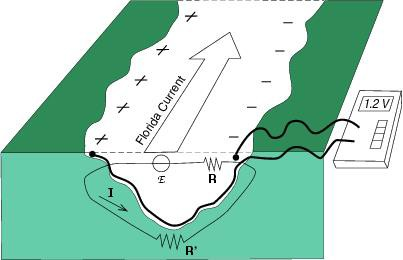 1.2 V
Florida Current
ℰ
R
I
R'